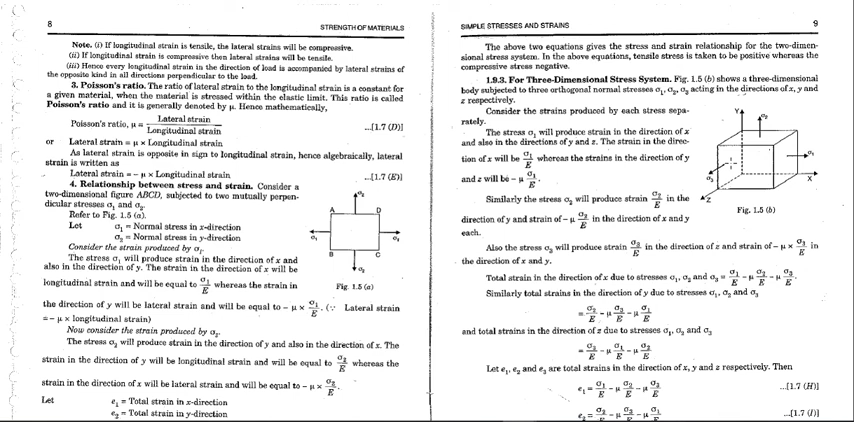 8
STRENGTH OF MATERIALS
Note. (i) If longitudinal strain is tensile, the lateral strains will be compressive.
(ii) If longitudinal strain is compressive then lateral strains will be tensile.
(iii) Hence every longitudinal strain in the direction of load is accompanied by lateral strains of
the opposite kind in all directions perpendicular to the load.
3. Poisson's ratio. The ratio of lateral strain to the longitudinal strain is a constant for
a given material, when the material is stressed within the elastic limit. This ratio is called
Poisson's ratio and it is generally denoted by μ. Hence mathematically,
Poisson's ratio, μ = Lateral strain / Longitudinal strain ...[1.7 (D)]
or Lateral strain = μ × Longitudinal strain
As lateral strain is opposite in sign to longitudinal strain, hence algebraically, lateral
strain is written as
Lateral strain = – μ × Longitudinal strain ...[1.7 (E)]
4. Relationship between stress and strain. Consider a
two-dimensional figure ABCD, subjected to two mutually perpen-
dicular stresses σ₁ and σ₂.
Refer to Fig. 1.5 (a).
Let σ₁ = Normal stress in x-direction
σ₂ = Normal stress in y-direction
Consider the strain produced by σ₁.
The stress σ₁ will produce strain in the direction of x and
also in the direction of y. The strain in the direction of x will be
longitudinal and will be equal to σ₁/E whereas the strain in
the direction of y will be lateral and will be equal to – μ × σ₁/E. (∵ Lateral strain
= – μ × longitudinal strain)
Now consider the strain produced by σ₂.
The stress σ₂ will produce strain in the direction of y and also in the direction of x. The
strain in the direction of y will be longitudinal strain and will be equal to σ₂/E whereas the
strain in the direction of x will be lateral strain and will be equal to – μ × σ₂/E.
Let e₁ = Total strain in x-direction
e₂ = Total strain in y-direction
σ₂
A D
σ₁ σ₁
B C
σ₂
Fig. 1.5 (a)
SIMPLE STRESSES AND STRAINS
9
The above two equations gives the stress and strain relationship for the two-dimen-
sional stress system. In the above equations, tensile stress is taken to be positive whereas the
compressive stress negative.
1.9.3. For Three-Dimensional Stress System. Fig. 1.5 (b) shows a three-dimensional
body subjected to three orthogonal normal stresses σ₁, σ₂, σ₃ acting in the directions of x, y and
z respectively.
Consider the strains produced by each stress sepa-
rately.
The stress σ₁ will produce strain in the direction of x
and also in the directions of y and z. The strain in the direc-
tion of x will be σ₁/E whereas the strains in the direction of y
and z will be – μ σ₁/E.
Similarly the stress σ₂ will produce strain σ₂/E in the
direction of y and strain of – μ σ₂/E in the direction of x and y
each.
Y
σ₂
σ₁
X
σ₃
Z
Fig. 1.5 (b)
Also the stress σ₃ will produce strain σ₃/E in the direction of z and strain of – μ × σ₃/E in
the direction of x and y.
Total strain in the direction of x due to stresses σ₁, σ₂ and σ₃ = σ₁/E – μ σ₂/E – μ σ₃/E.
Similarly total strains in the direction of y due to stresses σ₁, σ₂ and σ₃
= σ₂/E – μ σ₃/E – μ σ₁/E
and total strains in the direction of z due to stresses σ₁, σ₂ and σ₃
= σ₃/E – μ σ₁/E – μ σ₂/E
Let e₁, e₂ and e₃ are total strains in the direction of x, y and z respectively. Then
e₁ = σ₁/E – μ σ₂/E – μ σ₃/E ...[1.7 (H)]
e₂ = σ₂/E – μ σ₃/E – μ σ₁/E ...[1.7 (I)]